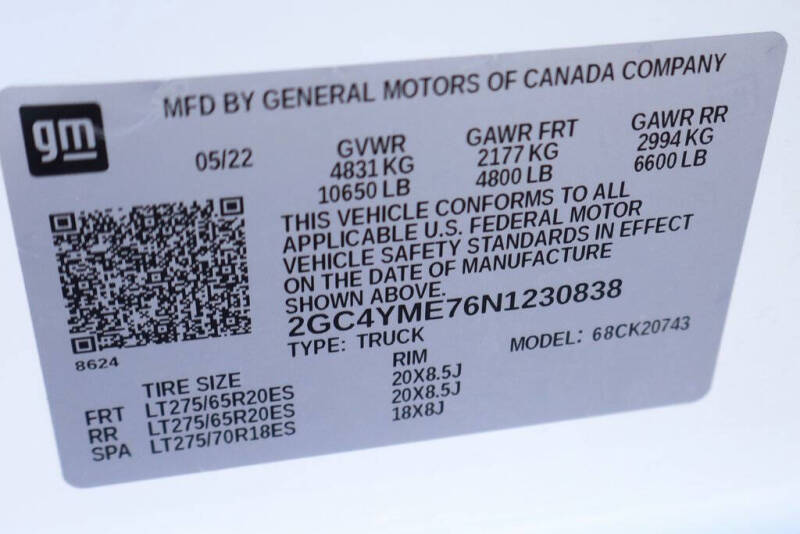 gm
MFD BY GENERAL MOTORS OF CANADA COMPANY
05/22
GVWR
4831 KG
10650 LB
GAWR FRT
2177 KG
4800 LB
GAWR RR
2994 KG
6600 LB
THIS VEHICLE CONFORMS TO ALL
APPLICABLE U.S. FEDERAL MOTOR
VEHICLE SAFETY STANDARDS IN EFFECT
ON THE DATE OF MANUFACTURE
SHOWN ABOVE.
2GC4YME76N1230838
TYPE: TRUCK
MODEL: 68CK20743
8624
TIRE SIZE RIM
FRT LT275/65R20ES 20X8.5J
RR LT275/65R20ES 20X8.5J
SPA LT275/70R18ES 18X8J